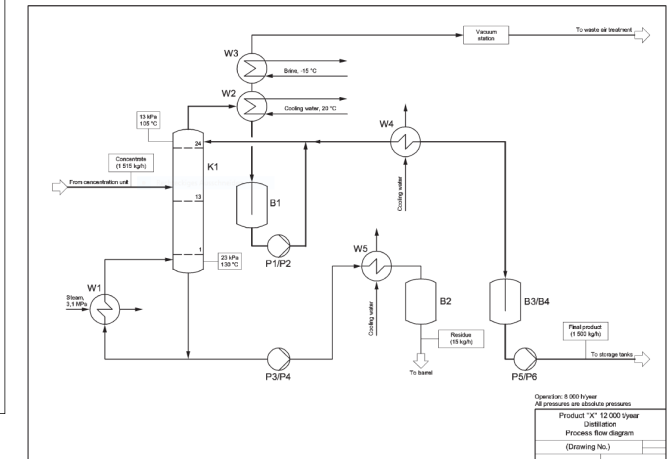 Vacuum
station
To waste air treatment
W3
Brine, -15 °C
W2
Cooling water, 20 °C
13 kPa
105 °C
W4
24
K1
Concentrate
(1 515 kg/h)
From concentration unit
Cooling water
13
B1
W5
1
23 kPa
130 °C
P1/P2
W1
Steam,
3,1 MPa
B2
B3/B4
Cooling water
Residue
(15 kg/h)
Final product
(1 500 kg/h)
To storage tanks
To barrel
P3/P4
P5/P6
Operation: 8 000 h/year
All pressures are absolute pressures
Product "X" 12 000 t/year
Distillation
Process flow diagram
(Drawing No.)